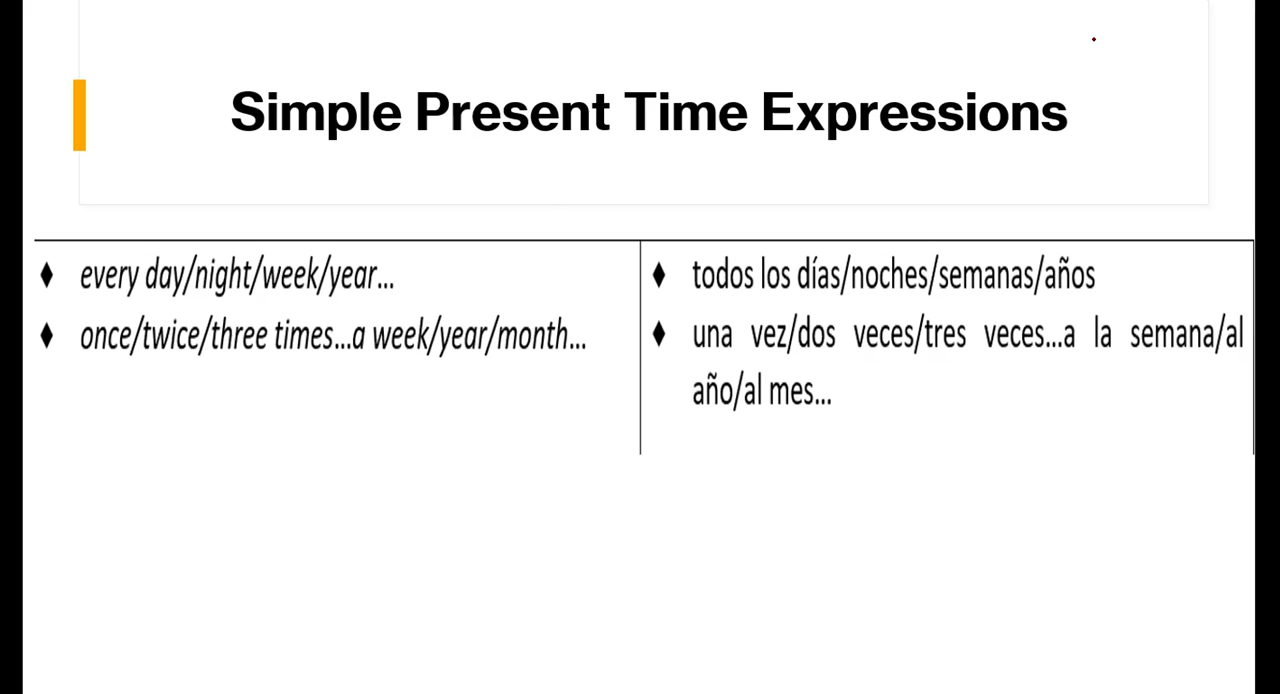 Simple Present Time Expressions
♦ every day/night/week/year...
♦ once/twice/three times...a week/year/month...
♦ todos los días/noches/semanas/años
♦ una vez/dos veces/tres veces...a la semana/al
año/al mes...